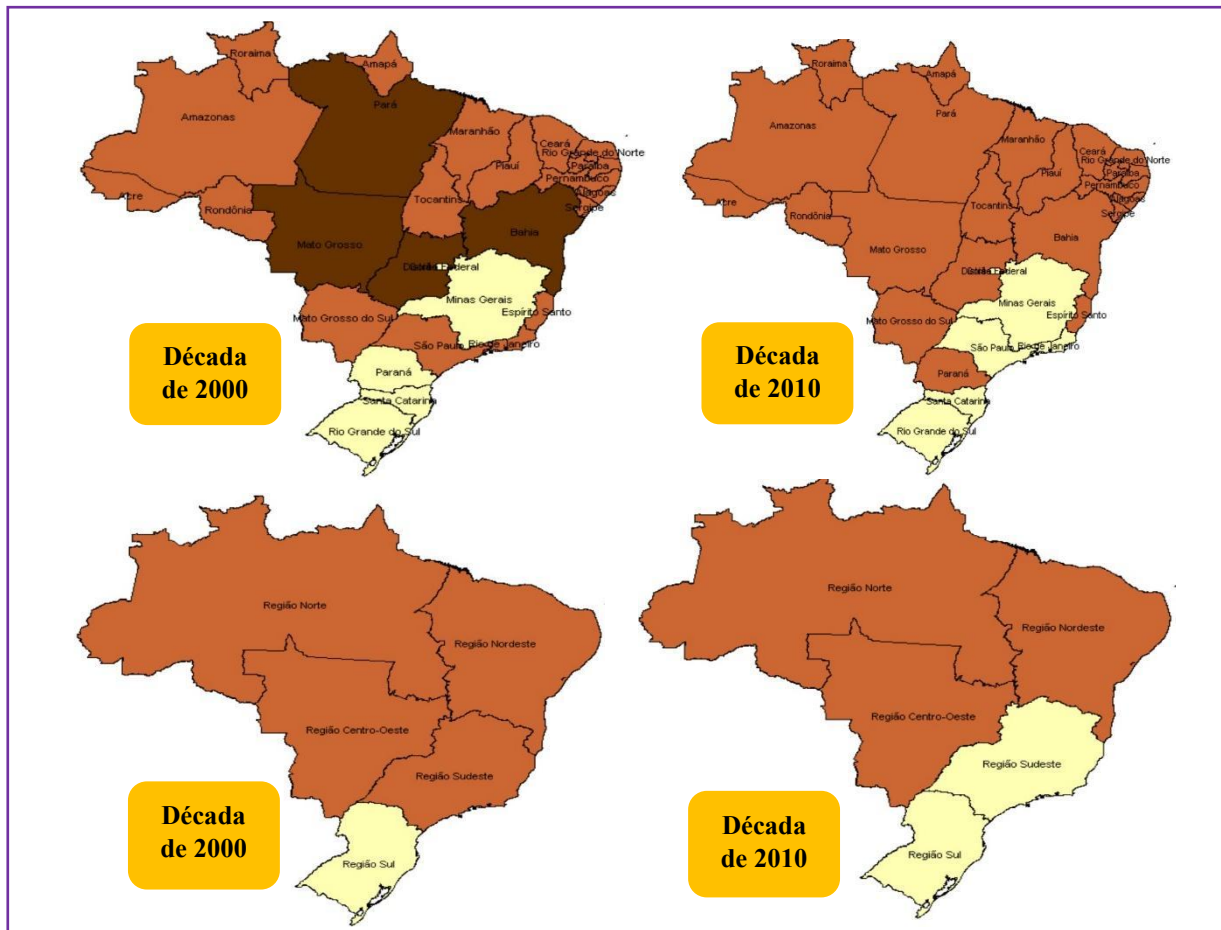 Roraima
Amapá
Amazonas
Pará
Maranhão
Ceará
Rio Grande do Norte
Paraíba
Piauí
Pernambuco
Alagoas
Sergipe
Acre
Rondônia
Tocantins
Bahia
Mato Grosso
Federal
Minas Gerais
Espírito Santo
Mato Grosso do Sul
São Paulo
Rio de Janeiro
Paraná
Santa Catarina
Rio Grande do Sul
Década
de 2000
Roraima
Amapá
Amazonas
Pará
Maranhão
Ceará
Rio Grande do Norte
Paraíba
Piauí
Pernambuco
Alagoas
Sergipe
Acre
Rondônia
Tocantins
Bahia
Mato Grosso
Federal
Minas Gerais
Espírito Santo
Mato Grosso do Sul
São Paulo
Rio de Janeiro
Paraná
Santa Catarina
Rio Grande do Sul
Década
de 2010
Região Norte
Região Nordeste
Região Centro-Oeste
Região Sudeste
Região Sul
Década
de 2000
Região Norte
Região Nordeste
Região Centro-Oeste
Região Sudeste
Região Sul
Década
de 2010